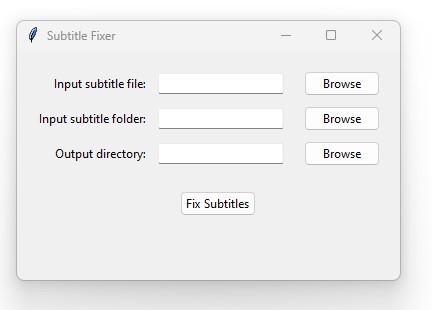 Subtitle Fixer
Input subtitle file: Browse
Input subtitle folder: Browse
Output directory: Browse
Fix Subtitles